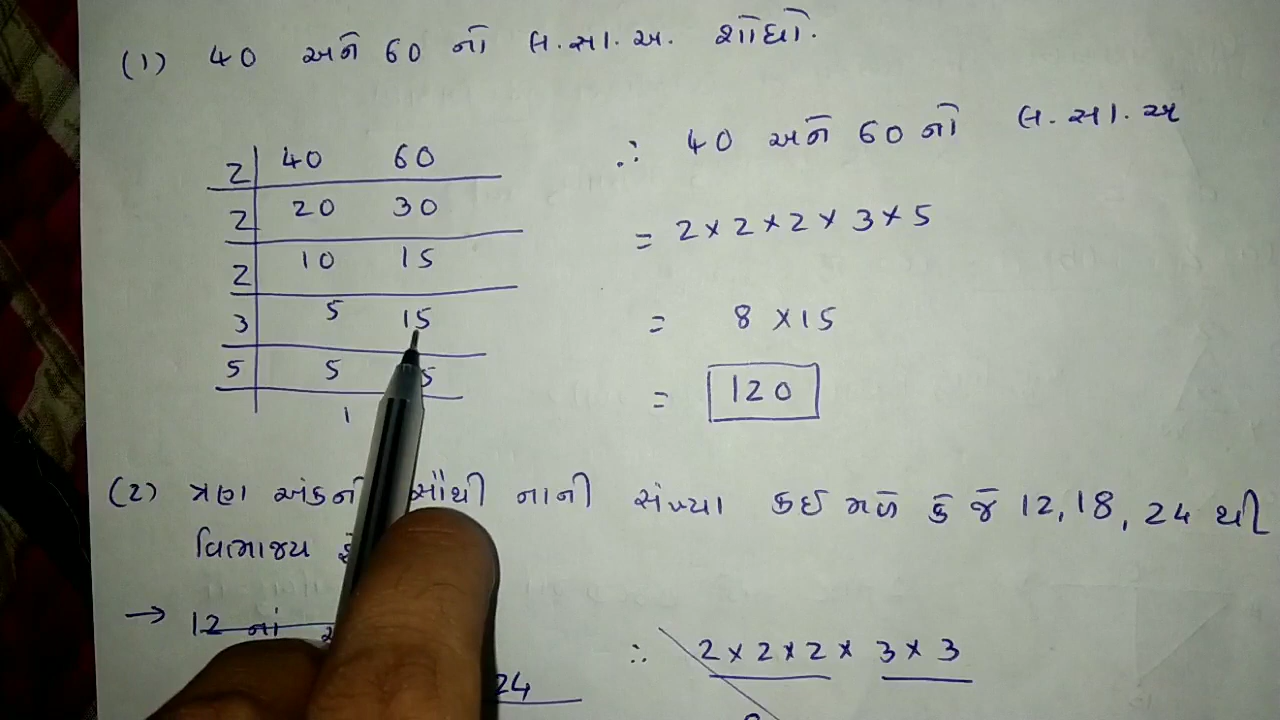 (1) 40 અને 60 નો લ.સા.અ. શોધો.
2 40 60
2 20 30
2 10 15
3 5 15
5 5 5
1
∴ 40 અને 60 નો લ.સા.અ
= 2 × 2 × 2 × 3 × 5
= 8 × 15
= 120
(2) ત્રણ અંકની સૌથી નાની સંખ્યા કઈ મળે કે જે 12, 18, 24 થી
વિભાજ્ય
→ 12 નાં
24
∴ 2 × 2 × 2 × 3 × 3